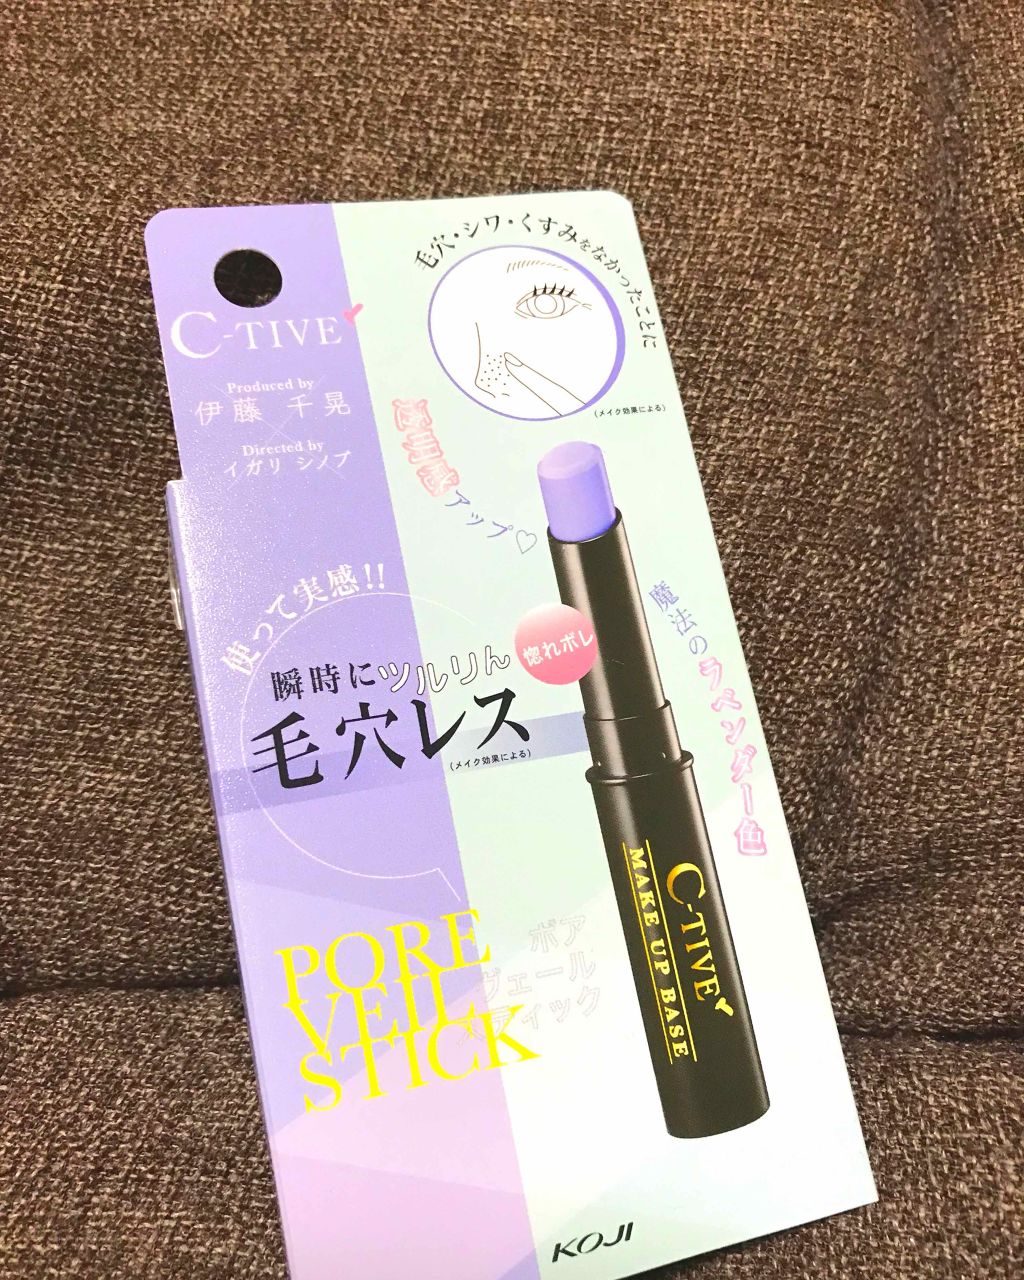 毛穴・シワ・くすみをなかったことに
(メイク効果による)
C-TIVE
Produced by
伊藤 千晃
Directed by
イガリ シノブ
透明感アップ♡
使って実感!!
瞬時にツルりん
毛穴レス
(メイク効果による)
惚れボレ
魔法のラベンダー色
PORE
VEIL
STICK
ポア
ヴェール
スティック
C-TIVE
MAKE UP BASE
KOJI